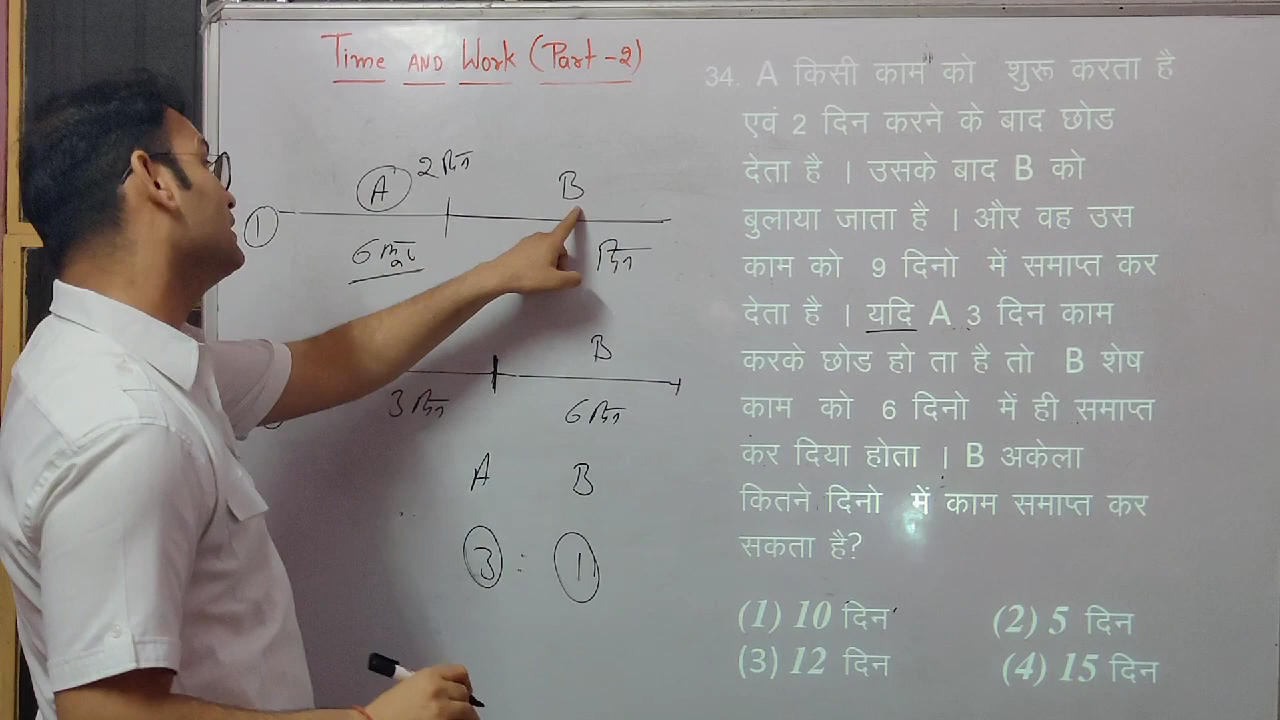 Time AND Work (Part-2)
A 2 दिन B
1
6 दिन
B
3 दिन 6 दिन
A B
3 : 1
34. A किसी काम को शुरू करता है
एवं 2 दिन करने के बाद छोड
देता है । उसके बाद B को
बुलाया जाता है । और वह उस
काम को 9 दिनो में समाप्त कर
देता है । यदि A 3 दिन काम
करके छोड हो ता है तो B शेष
काम को 6 दिनो में ही समाप्त
कर दिया होता । B अकेला
कितने दिनो में काम समाप्त कर
सकता है?
(1) 10 दिन (2) 5 दिन
(3) 12 दिन (4) 15 दिन